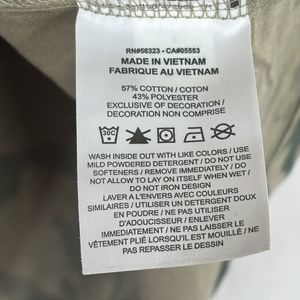 RN#56323 - CA#05553
MADE IN VIETNAM
FABRIQUE AU VIETNAM
57% COTTON / COTON
43% POLYESTER
EXCLUSIVE OF DECORATION /
DECORATION NON COMPRISE
30C
WASH INSIDE OUT WITH LIKE COLORS / USE
MILD POWDERED DETERGENT / DO NOT USE
SOFTENERS / REMOVE IMMEDIATELY / DO
NOT ALLOW TO LAY ON ITSELF WHEN WET /
DO NOT IRON DESIGN
LAVER A L'ENVERS AVEC COULEURS
SIMILAIRES / UTILISER UN DETERGENT DOUX
EN POUDRE / NE PAS UTILISER
D'ADOUCISSEUR / ENLEVER
IMMEDIATEMENT / NE PAS LAISSER LE
VÊTEMENT PLIÉ LORSQU'IL EST MOUILLÉ / NE
PAS REPASSER LE DESSIN